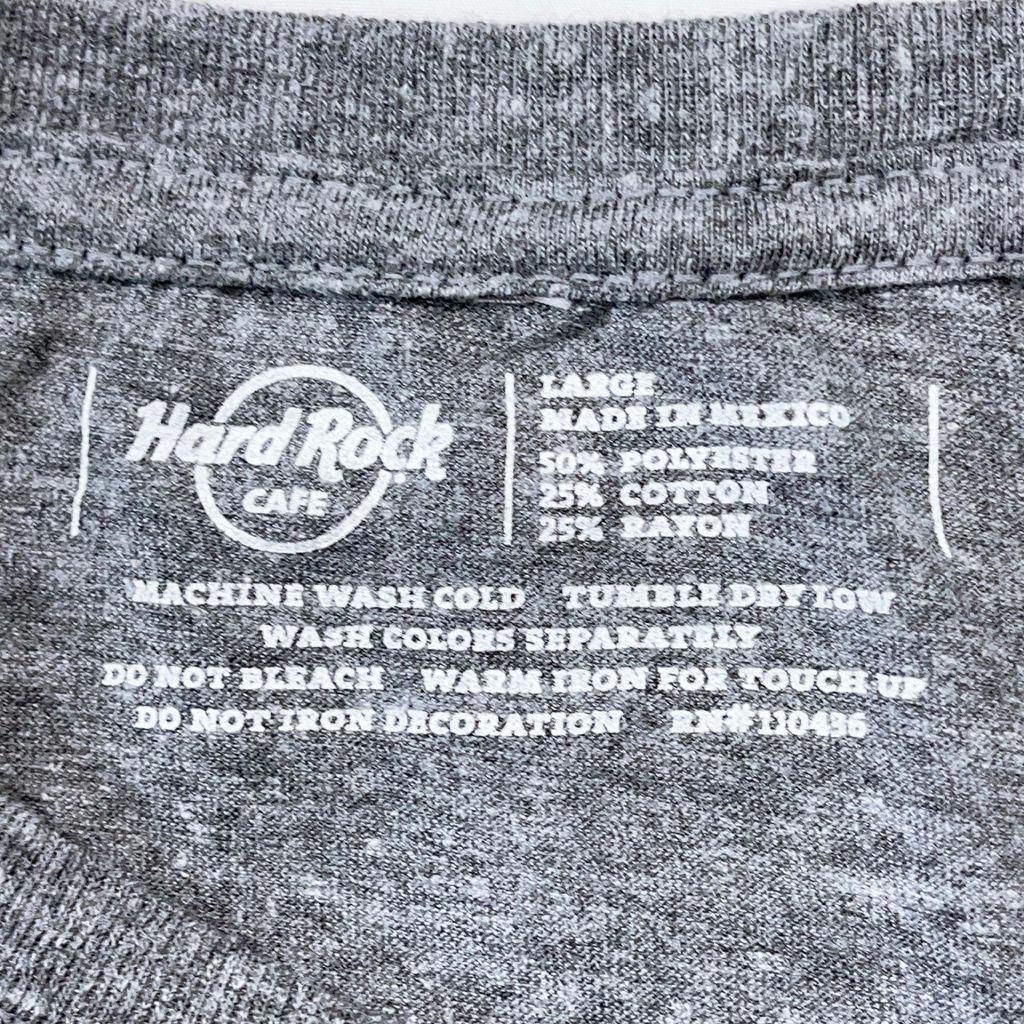 Hard Rock
CAFE
LARGE
MADE IN MEXICO
50% POLYESTER
25% COTTON
25% RAYON
MACHINE WASH COLD TUMBLE DRY LOW
WASH COLORS SEPARATELY
DO NOT BLEACH WARM IRON FOR TOUCH UP
DO NOT IRON DECORATION RN# 110436